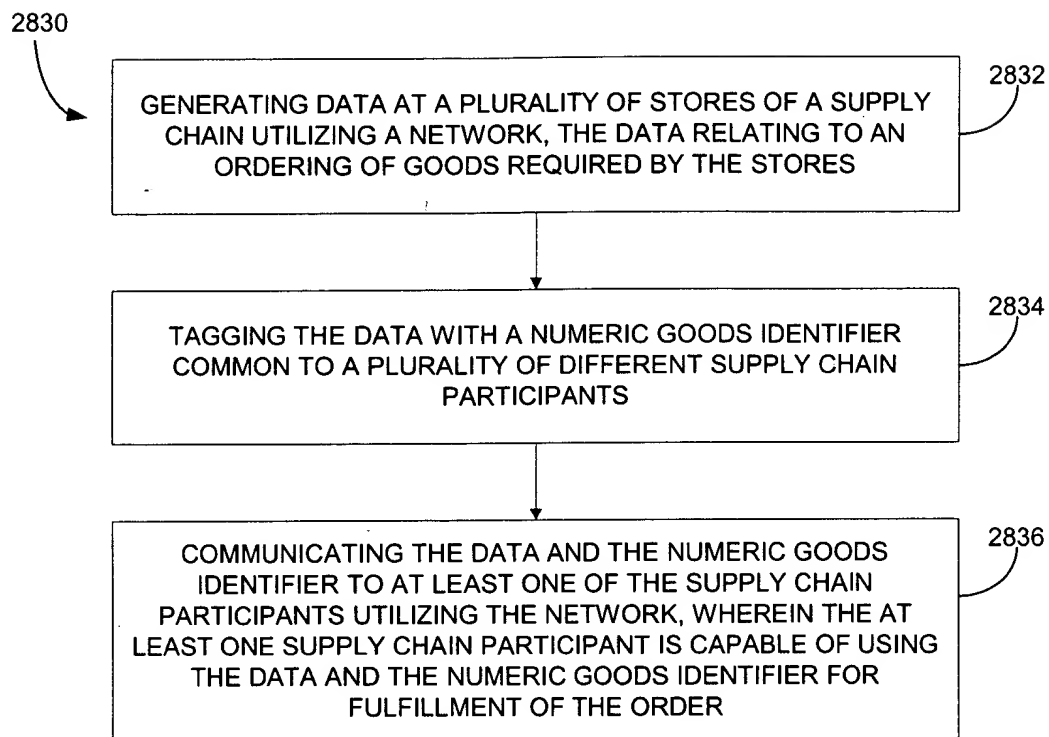 2830
2832
GENERATING DATA AT A PLURALITY OF STORES OF A SUPPLY
CHAIN UTILIZING A NETWORK, THE DATA RELATING TO AN
ORDERING OF GOODS REQUIRED BY THE STORES
2834
TAGGING THE DATA WITH A NUMERIC GOODS IDENTIFIER
COMMON TO A PLURALITY OF DIFFERENT SUPPLY CHAIN
PARTICIPANTS
2836
COMMUNICATING THE DATA AND THE NUMERIC GOODS
IDENTIFIER TO AT LEAST ONE OF THE SUPPLY CHAIN
PARTICIPANTS UTILIZING THE NETWORK, WHEREIN THE AT
LEAST ONE SUPPLY CHAIN PARTICIPANT IS CAPABLE OF USING
THE DATA AND THE NUMERIC GOODS IDENTIFIER FOR
FULFILLMENT OF THE ORDER